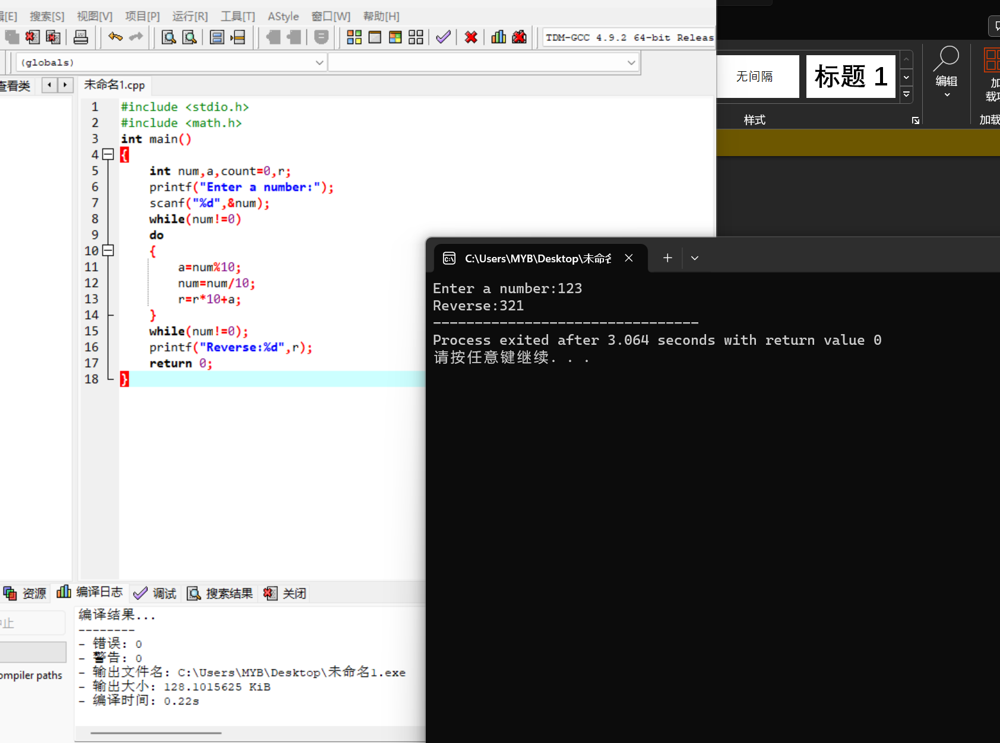 [E] 搜索[S] 视图[V] 项目[P] 运行[R] 工具[T] AStyle 窗口[W] 帮助[H]
TDM-GCC 4.9.2 64-bit Releas
(globals)
查看类
未命名1.cpp
1 #include <stdio.h>
2 #include <math.h>
3 int main()
4 {
5 int num,a,count=0,r;
6 printf("Enter a number:");
7 scanf("%d",&num);
8 while(num!=0)
9 do
10 {
11 a=num%10;
12 num=num/10;
13 r=r*10+a;
14 }
15 while(num!=0);
16 printf("Reverse:%d",r);
17 return 0;
18 }
无间隔
标题 1
样式
编辑
加
载项
加载
C:\Users\MYB\Desktop\未命名
Enter a number:123
Reverse:321
--------------------------------
Process exited after 3.064 seconds with return value 0
请按任意键继续. . .
资源 编译日志 调试 搜索结果 关闭
中止
ompiler paths
编译结果...
--------
- 错误: 0
- 警告: 0
- 输出文件名: C:\Users\MYB\Desktop\未命名1.exe
- 输出大小: 128.1015625 KiB
- 编译时间: 0.22s